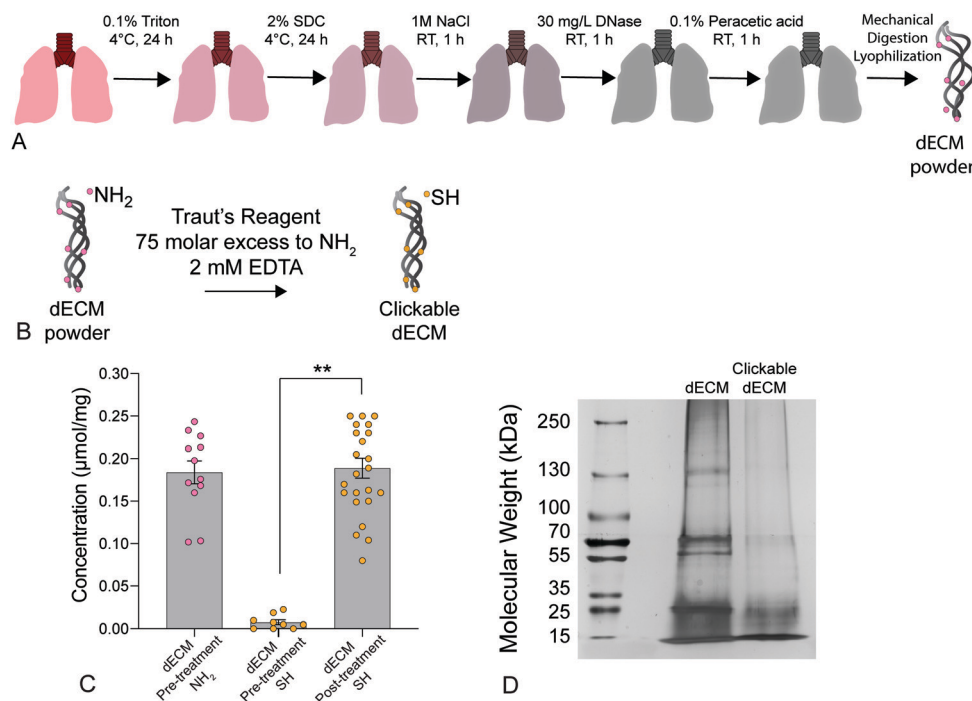 0.1% Triton
4°C, 24 h
2% SDC
4°C, 24 h
1M NaCl
RT, 1 h
30 mg/L DNase
RT, 1 h
0.1% Peracetic acid
RT, 1 h
Mechanical
Digestion
Lyophilization
dECM
powder
A
NH2
dECM
powder
Traut's Reagent
75 molar excess to NH2
2 mM EDTA
SH
Clickable
dECM
B
Concentration (µmol/mg)
0.30
0.25
0.20
0.15
0.10
0.05
0.00
**
dECM
Pre-treatment
NH2
dECM
Pre-treatment
SH
dECM
Post-treatment
SH
C
Molecular Weight (kDa)
250
130
100
70
55
35
25
15
dECM
Clickable
dECM
D